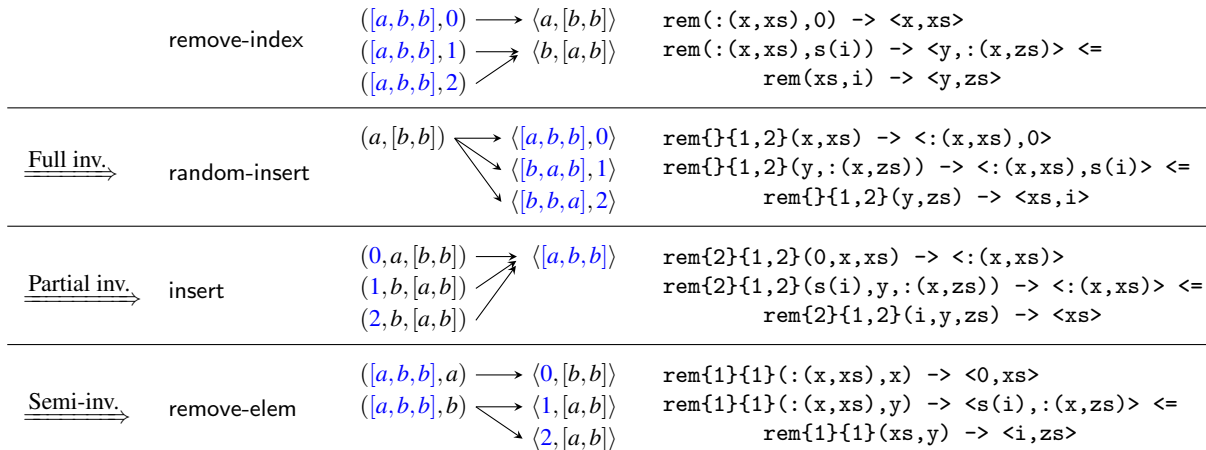 remove-index
([a,b,b],0) ⟨a,[b,b]⟩ rem(:(x,xs),0) -> <x,xs>
([a,b,b],1) ⟨b,[a,b]⟩ rem(:(x,xs),s(i)) -> <y,:(x,zs)> <=
([a,b,b],2) rem(xs,i) -> <y,zs>
Full inv. random-insert
(a,[b,b]) ⟨[a,b,b],0⟩ rem{}{1,2}(x,xs) -> <:(x,xs),0>
⟨[b,a,b],1⟩ rem{}{1,2}(y,:(x,zs)) -> <:(x,xs),s(i)> <=
⟨[b,b,a],2⟩ rem{}{1,2}(y,zs) -> <xs,i>
Partial inv. insert
(0,a,[b,b]) ⟨[a,b,b]⟩ rem{2}{1,2}(0,x,xs) -> <:(x,xs)>
(1,b,[a,b]) rem{2}{1,2}(s(i),y,:(x,zs)) -> <:(x,xs)> <=
(2,b,[a,b]) rem{2}{1,2}(i,y,zs) -> <xs>
Semi-inv. remove-elem
([a,b,b],a) ⟨0,[b,b]⟩ rem{1}{1}(:(x,xs),x) -> <0,xs>
([a,b,b],b) ⟨1,[a,b]⟩ rem{1}{1}(:(x,xs),y) -> <s(i),:(x,zs)> <=
⟨2,[a,b]⟩ rem{1}{1}(xs,y) -> <i,zs>